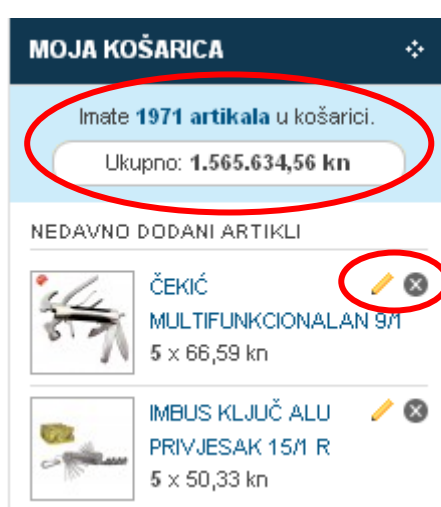 MOJA KOŠARICA
Imate 1971 artikala u košarici.
Ukupno: 1.565.634,56 kn
NEDAVNO DODANI ARTIKLI
ČEKIĆ
MULTIFUNKCIONALAN 9/1
5 x 66,59 kn
IMBUS KLJUČ ALU
PRIVJESAK 15/1 R
5 x 50,33 kn